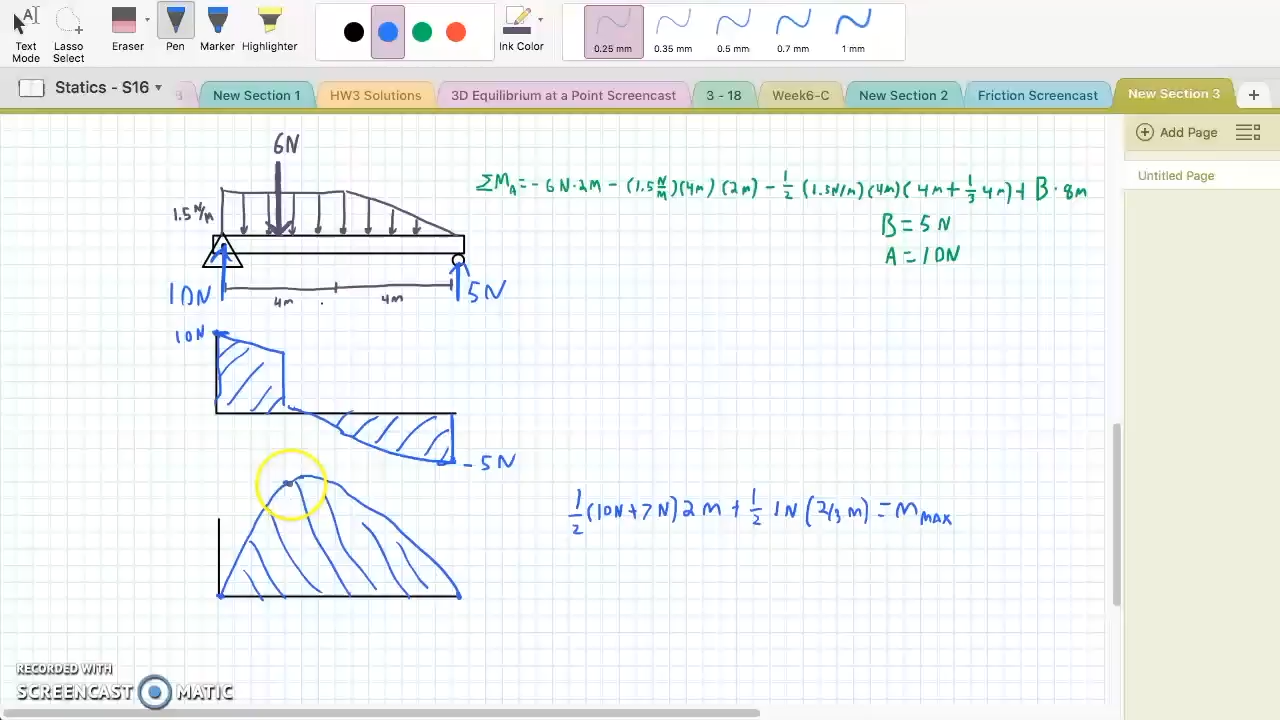 Text Mode
Lasso Select
Eraser
Pen
Marker
Highlighter
Ink Color
0.25 mm
0.35 mm
0.5 mm
0.7 mm
1 mm
Statics - S16
New Section 1
HW3 Solutions
3D Equilibrium at a Point Screencast
3 - 18
Week6-C
New Section 2
Friction Screencast
New Section 3
+
Add Page
Untitled Page
6N
1.5 N/m
ΣM_A = - 6N·2m - (1.5 N/m)(4m)(2m) - 1/2 (1.5N/m)(4m)(4m + 1/3 4m) + B·8m
B = 5N
A = 10N
10N
4m
4m
5N
10N
- 5N
1/2 (10N + 7N) 2m + 1/2 1N (2/3 m) = M_MAX
RECORDED WITH
SCREENCAST MATIC